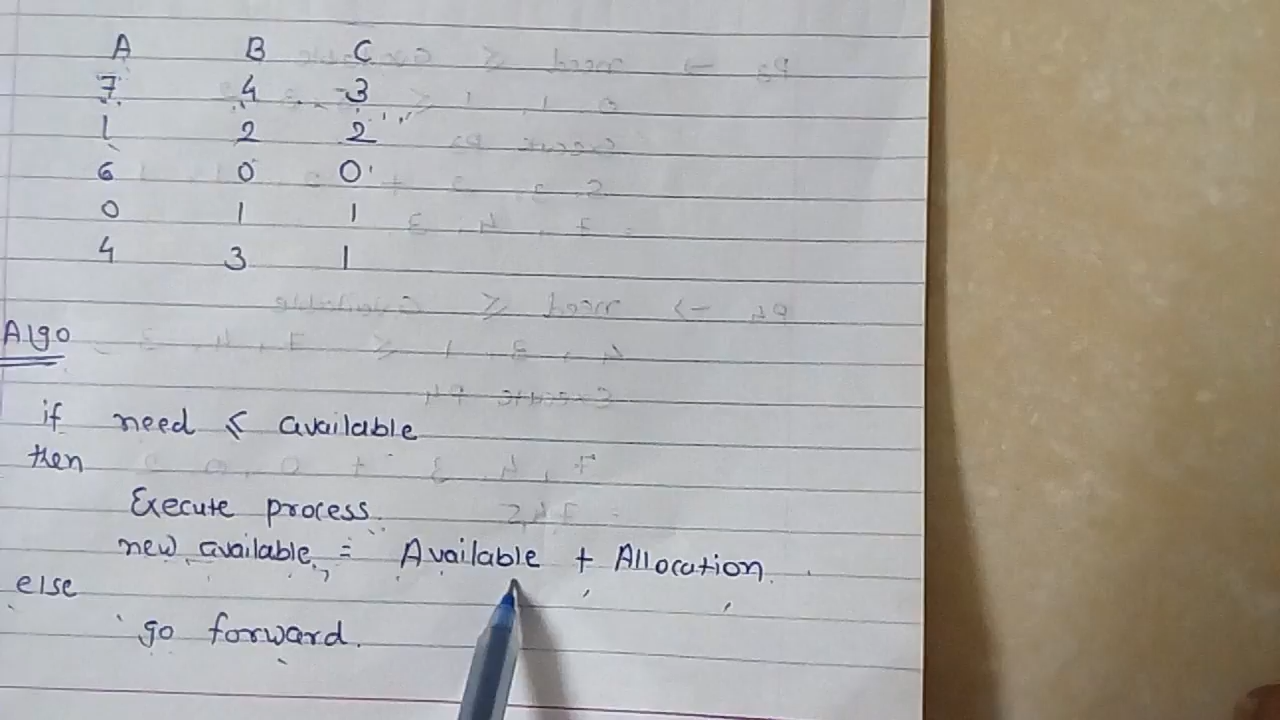 A B C
7 4 3
1 2 2
6 0 0
0 1 1
4 3 1
Algo
if need ≤ available
then
Execute process.
new available = Available + Allocation.
else
go forward.